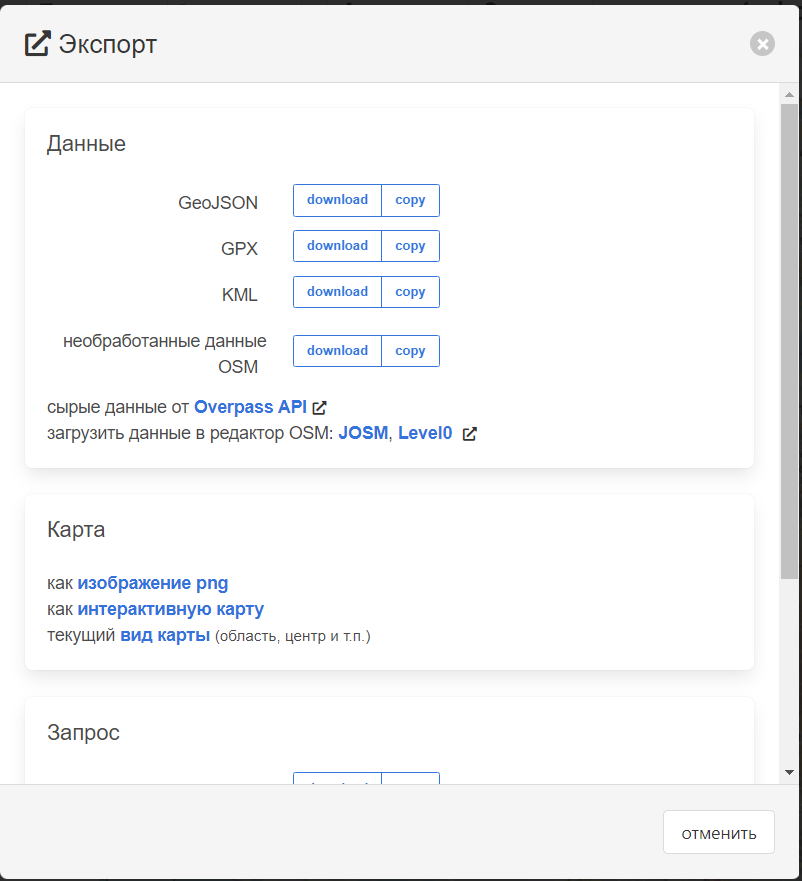 Экспорт
Данные
GeoJSON download copy
GPX download copy
KML download copy
необработанные данные
OSM download copy
сырые данные от Overpass API
загрузить данные в редактор OSM: JOSM, Level0
Карта
как изображение png
как интерактивную карту
текущий вид карты (область, центр и т.п.)
Запрос
отменить